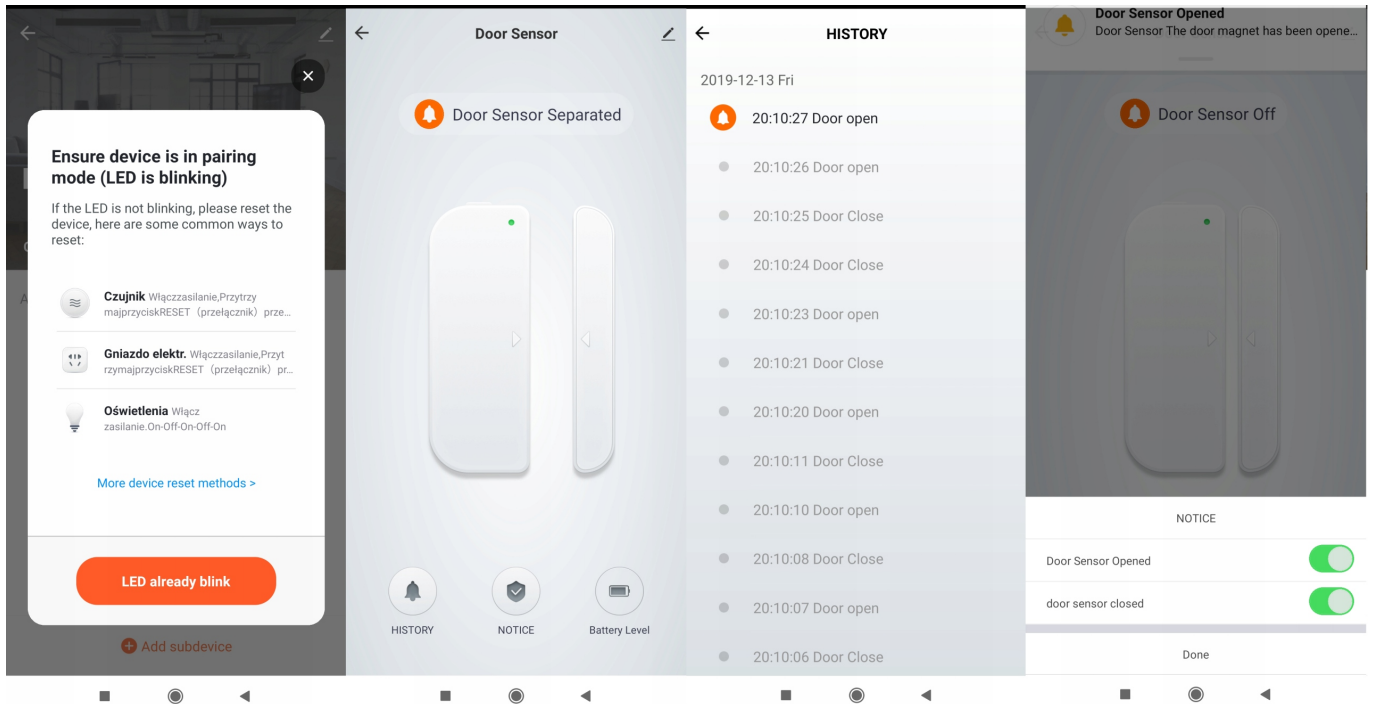 Ensure device is in pairing
mode (LED is blinking)
If the LED is not blinking, please reset the
device, here are some common ways to
reset:
Czujnik Włączzasilanie,Przytrzy
majprzyciskRESET（przełącznik）prze...
Gniazdo elektr. Włączzasilanie,Przyt
rzymajprzyciskRESET（przełącznik）pr...
Oświetlenia Włącz
zasilanie.On-Off-On-Off-On
More device reset methods >
LED already blink
Add subdevice
Door Sensor
Door Sensor Separated
HISTORY
NOTICE
Battery Level
HISTORY
2019-12-13 Fri
20:10:27 Door open
20:10:26 Door open
20:10:25 Door Close
20:10:24 Door Close
20:10:23 Door open
20:10:21 Door Close
20:10:20 Door open
20:10:11 Door Close
20:10:10 Door open
20:10:08 Door Close
20:10:07 Door open
20:10:06 Door Close
Door Sensor Opened
Door Sensor The door magnet has been opene...
Door Sensor Off
NOTICE
Door Sensor Opened
door sensor closed
Done